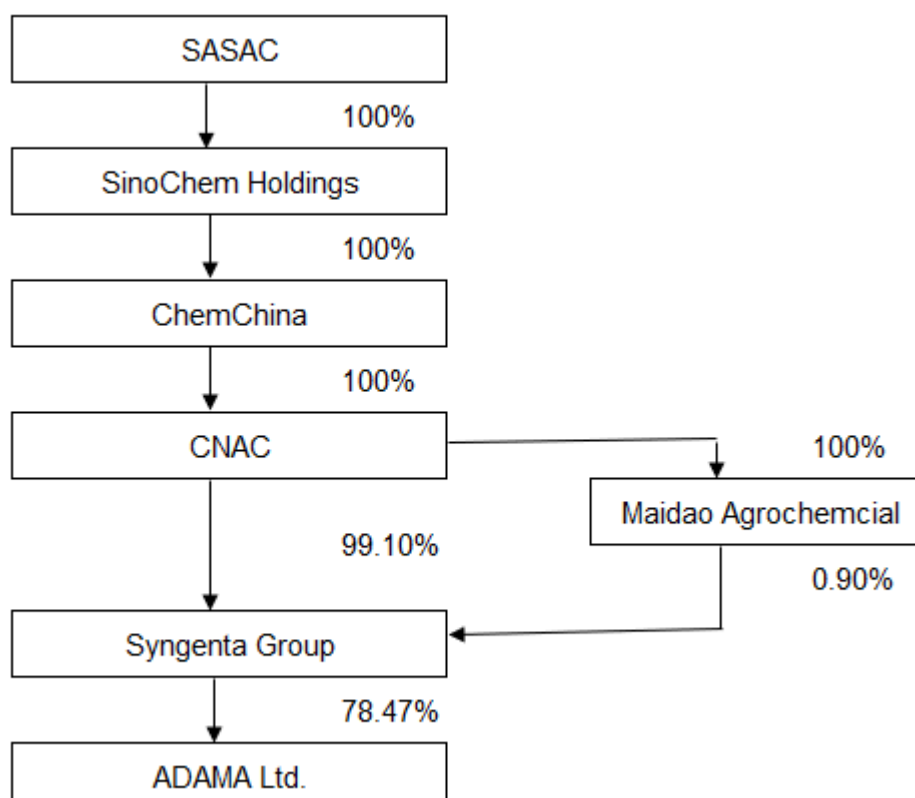 SASAC
100%
SinoChem Holdings
100%
ChemChina
100%
CNAC
100%
Maidao Agrochemcial
99.10%
0.90%
Syngenta Group
78.47%
ADAMA Ltd.